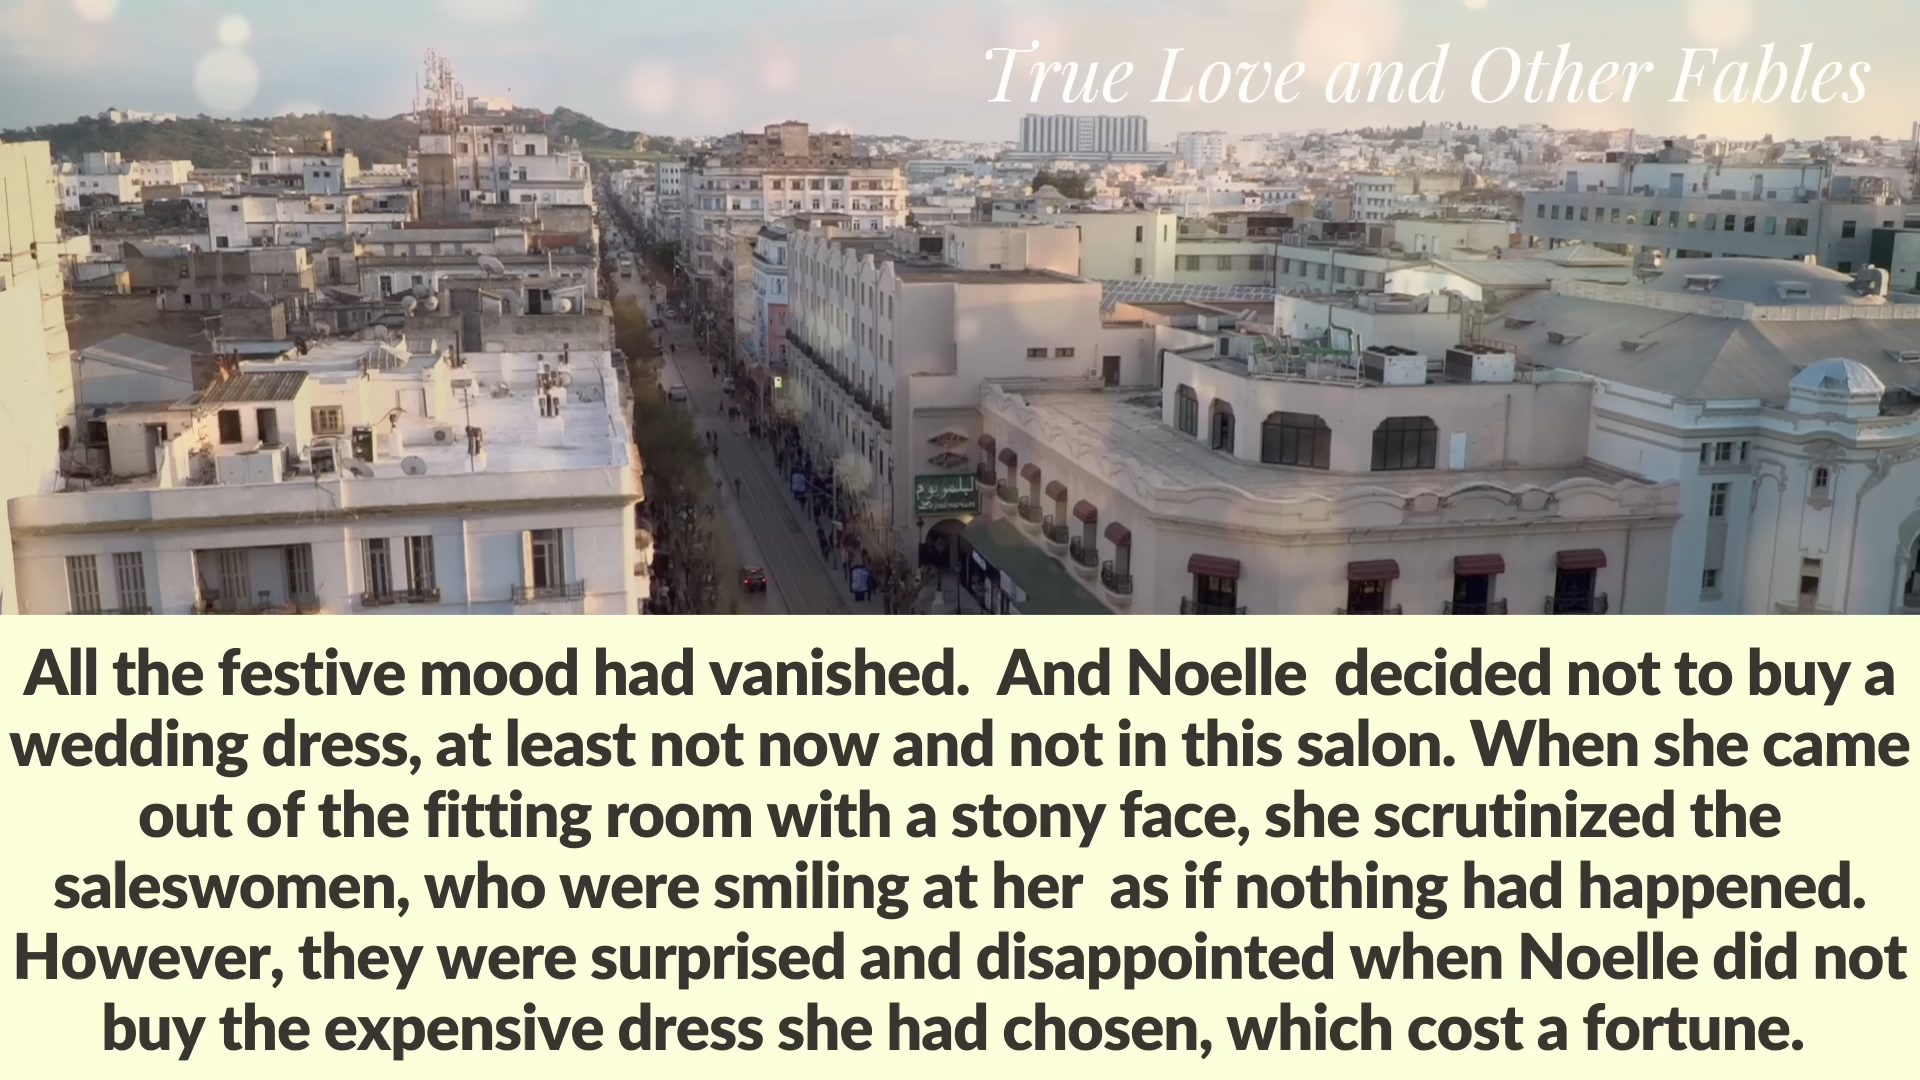 True Love and Other Fables
لبلمريوم
Le palmarium
All the festive mood had vanished.  And Noelle  decided not to buy a
wedding dress, at least not now and not in this salon. When she came
out of the fitting room with a stony face, she scrutinized the
saleswomen, who were smiling at her  as if nothing had happened.
However, they were surprised and disappointed when Noelle did not
buy the expensive dress she had chosen, which cost a fortune.